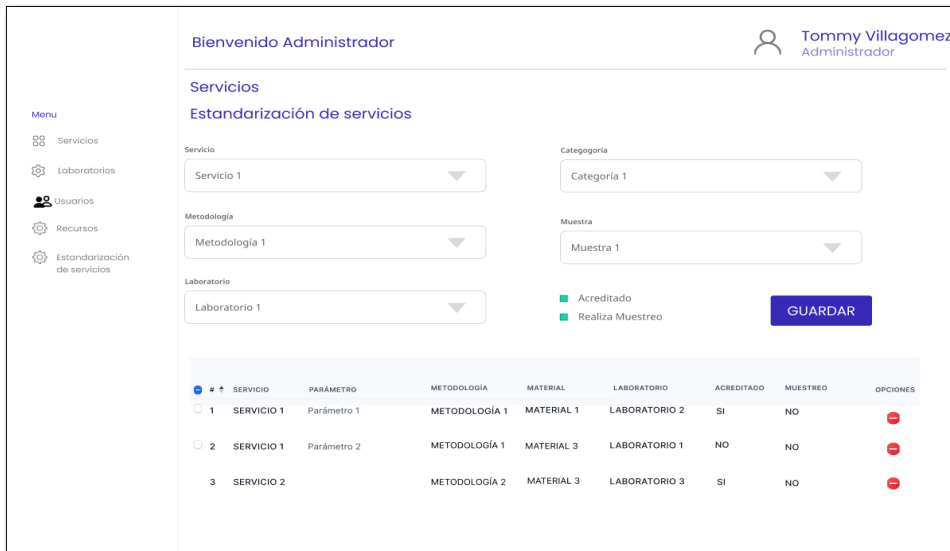 Bienvenido Administrador
Tommy Villagomez
Administrador
Servicios
Estandarización de servicios
Menu
Servicios
Laboratorios
Usuarios
Recursos
Estandarización
de servicios
Servicio
Servicio 1
Categogoría
Categoría 1
Metodología
Metodología 1
Muestra
Muestra 1
Laboratorio
Laboratorio 1
Acreditado
Realiza Muestreo
GUARDAR
# SERVICIO PARÁMETRO METODOLOGÍA MATERIAL LABORATORIO ACREDITADO MUESTREO OPCIONES
1 SERVICIO 1 Parámetro 1 METODOLOGÍA 1 MATERIAL 1 LABORATORIO 2 SI NO
2 SERVICIO 1 Parámetro 2 METODOLOGÍA 1 MATERIAL 3 LABORATORIO 1 NO NO
3 SERVICIO 2 METODOLOGÍA 2 MATERIAL 3 LABORATORIO 3 SI NO